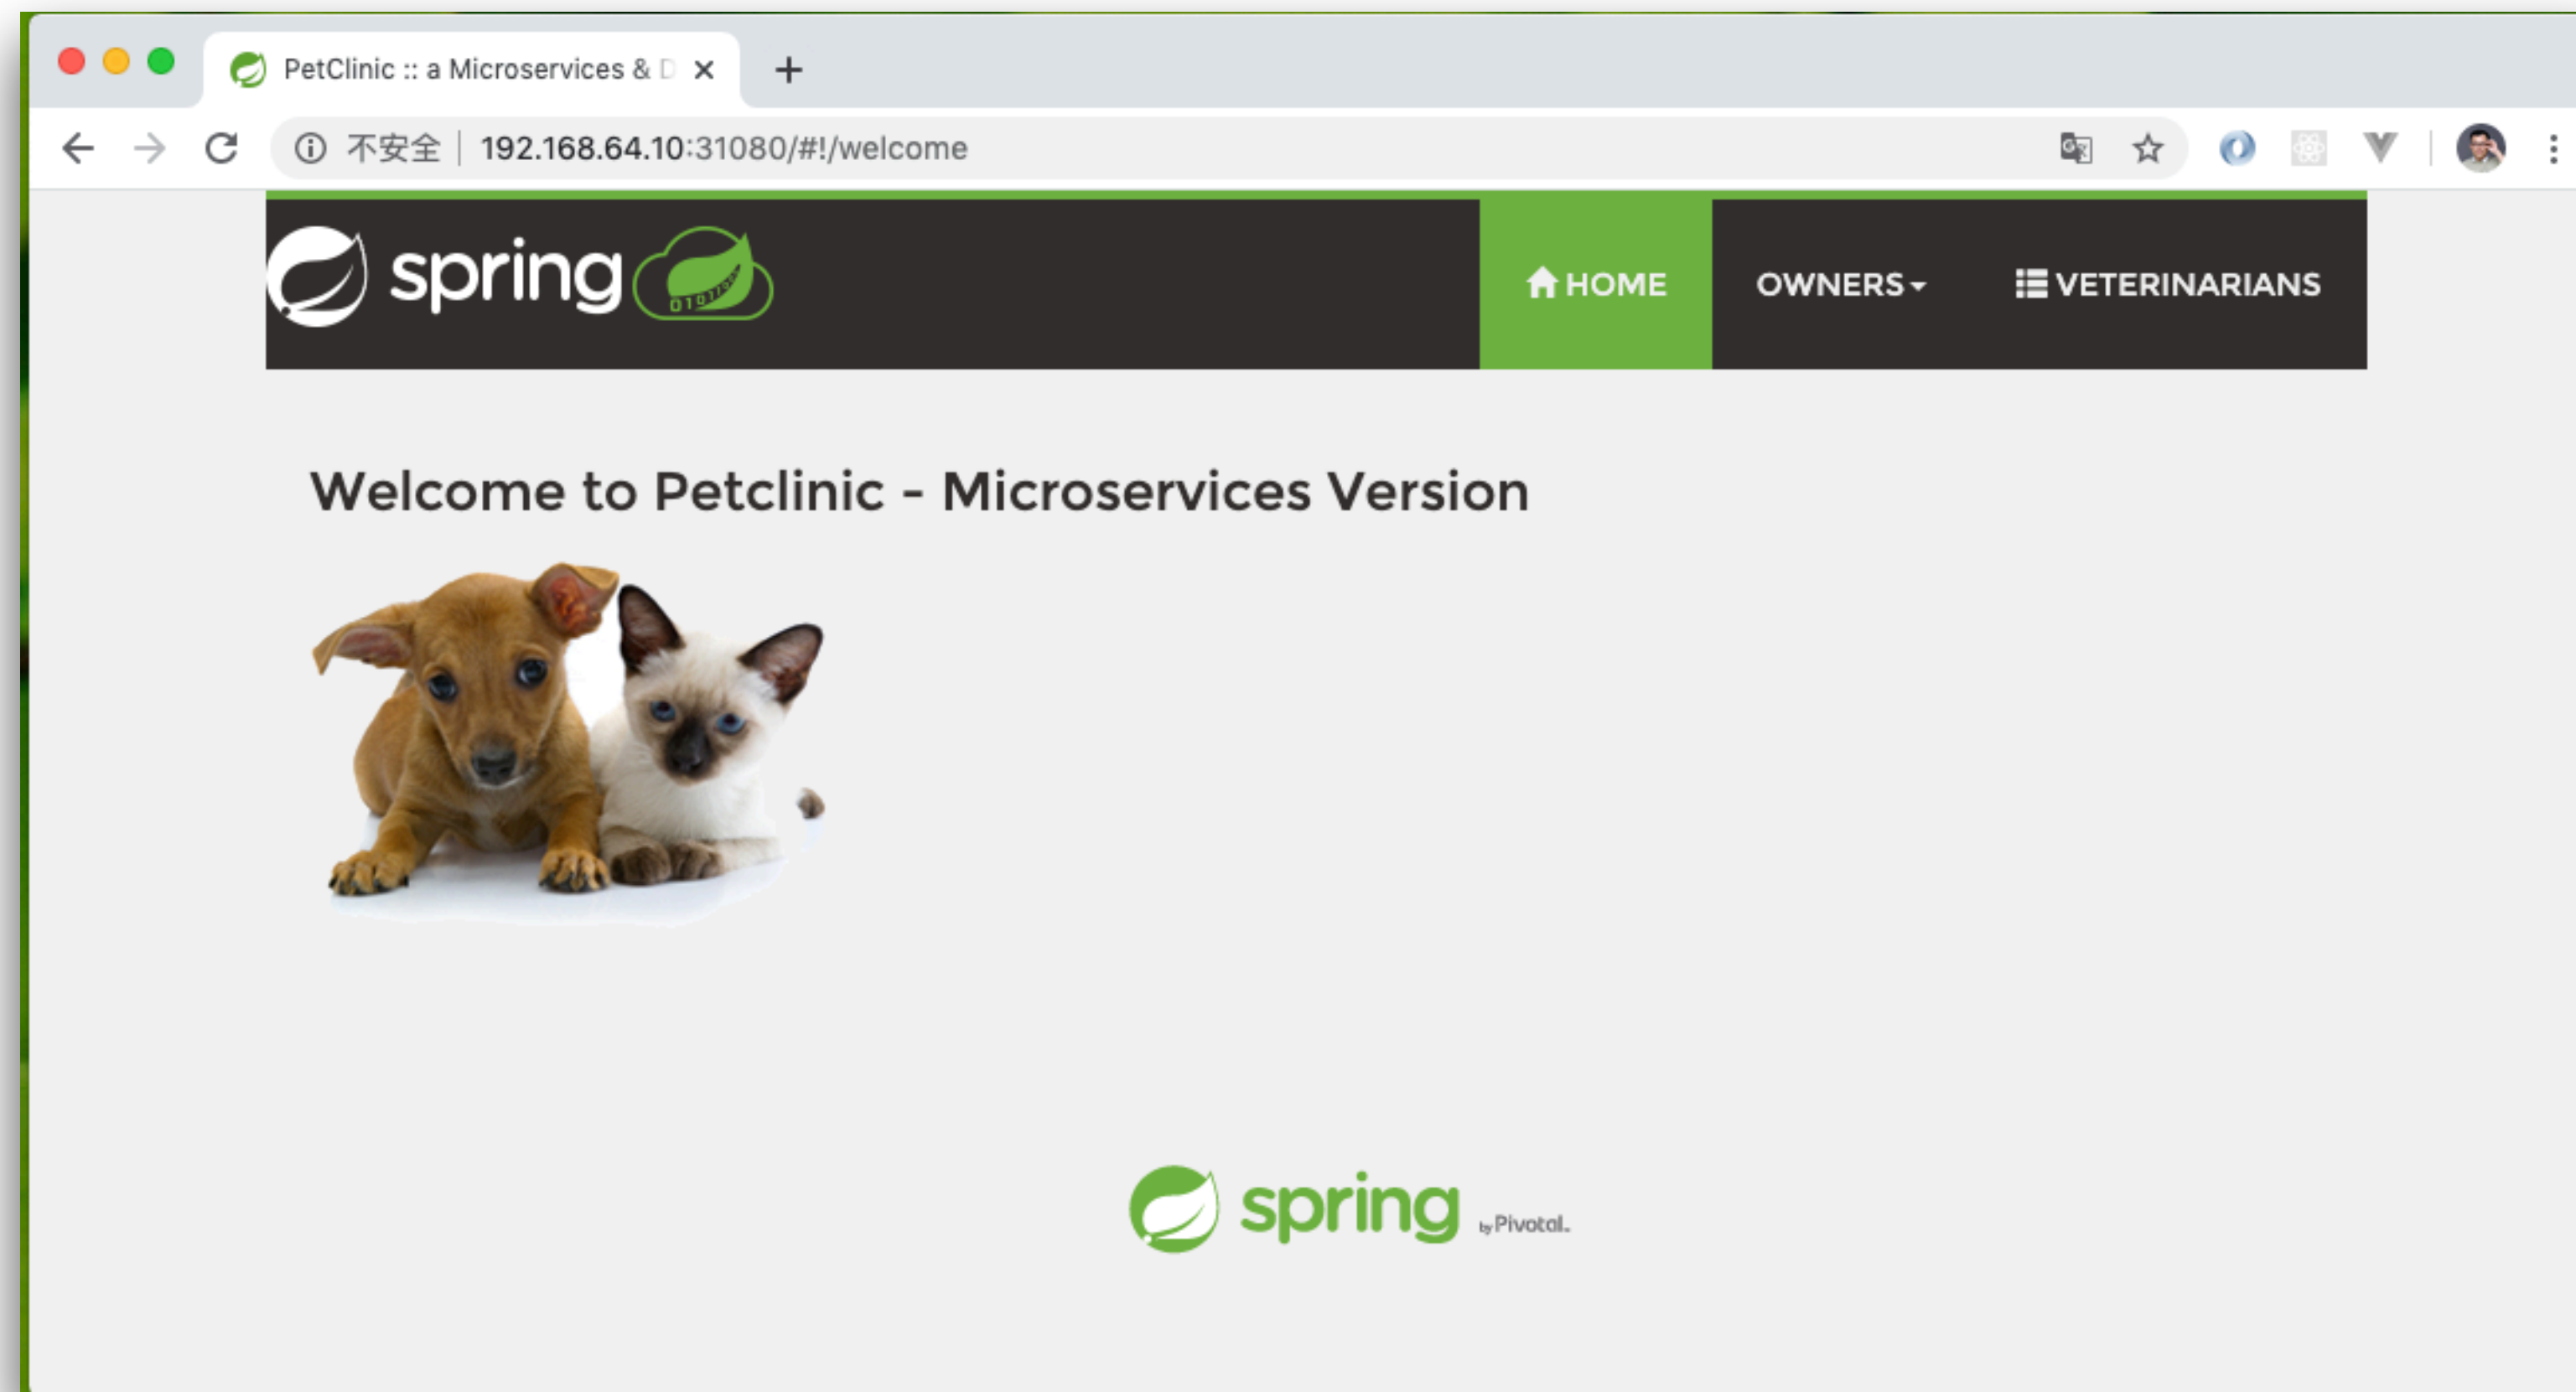 PetClinic :: a Microservices & D
不安全 192.168.64.10:31080/#!/welcome
spring
HOME OWNERS VETERINARIANS
Welcome to Petclinic - Microservices Version
spring by Pivotal.